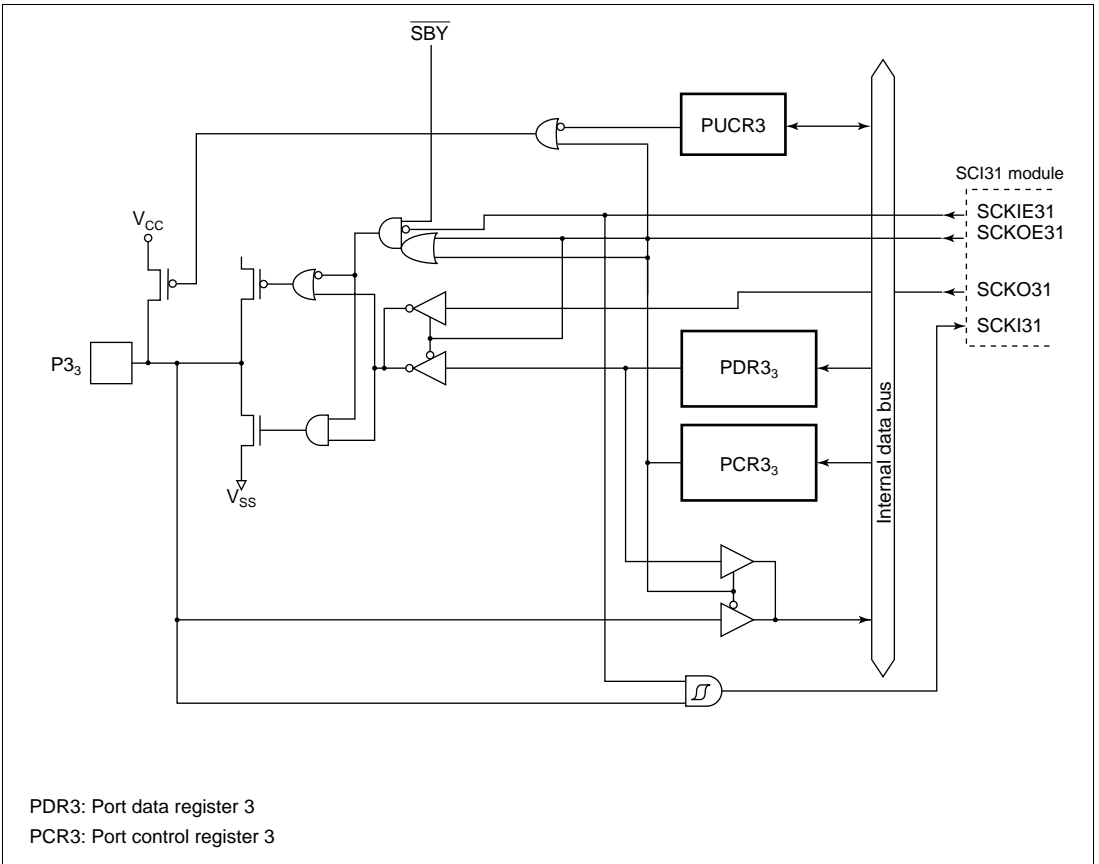 SBY
PUCR3
SCI31 module
SCKIE31
SCKOE31
VCC
SCKO31
SCKI31
P33
PDR33
PCR33
Internal data bus
VSS
PDR3: Port data register 3
PCR3: Port control register 3